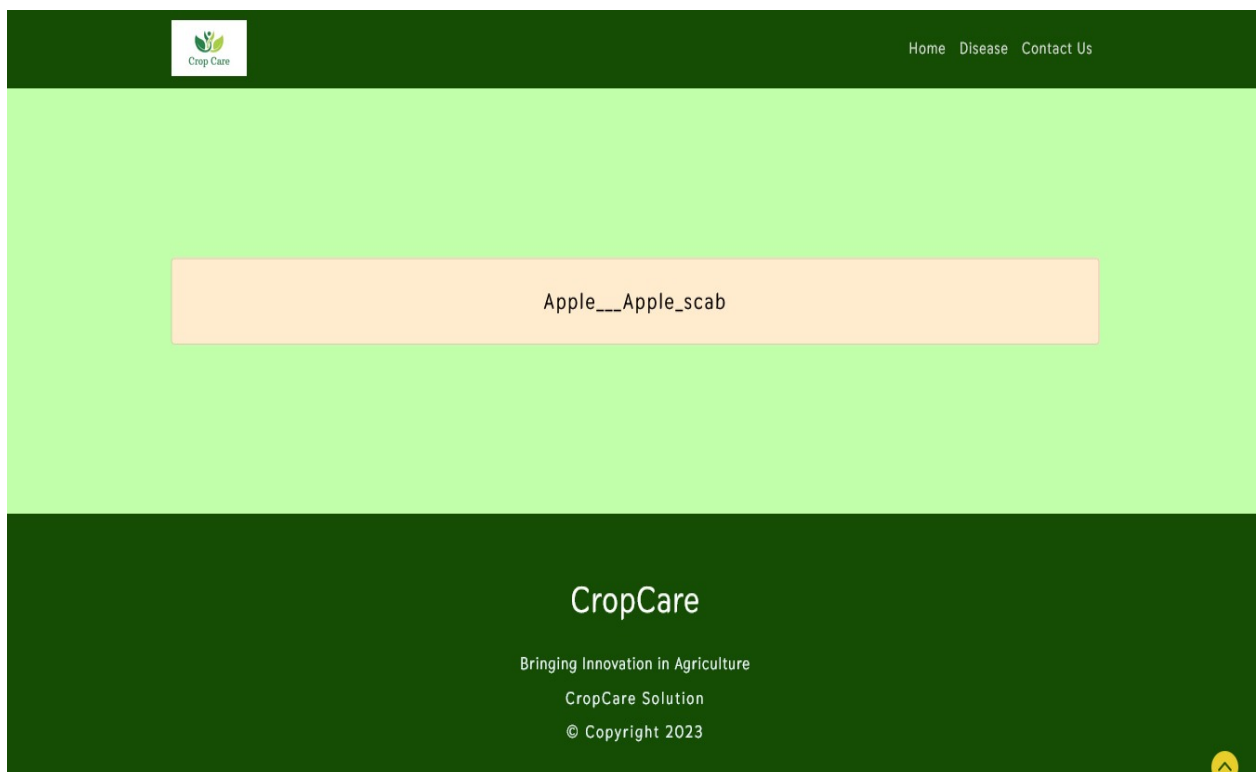 Crop Care
Home Disease Contact Us
Apple___Apple_scab
CropCare
Bringing Innovation in Agriculture
CropCare Solution
© Copyright 2023